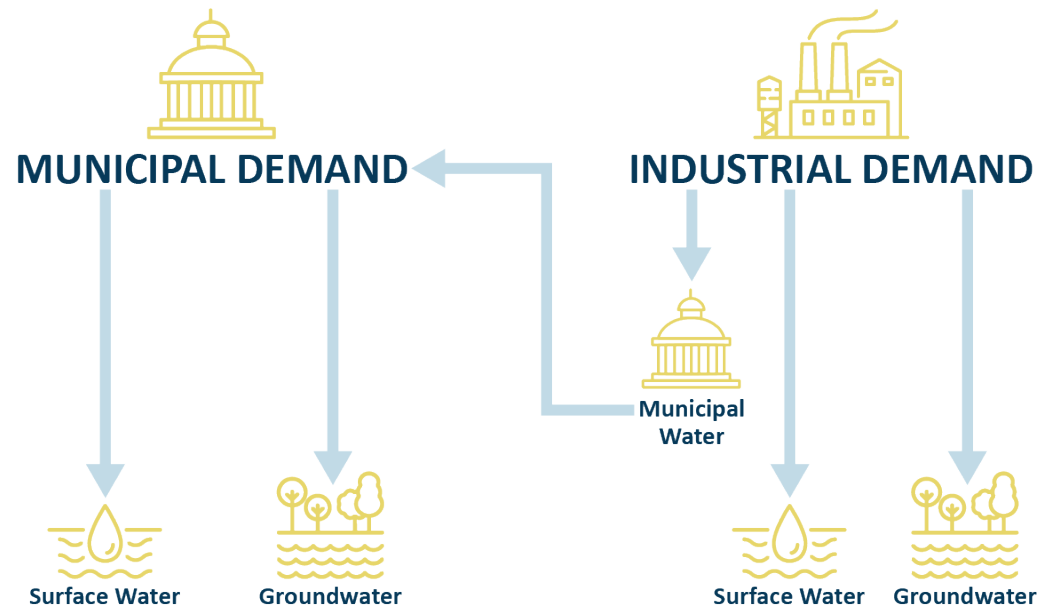 MUNICIPAL DEMAND
INDUSTRIAL DEMAND
Municipal
Water
Surface Water
Groundwater
Surface Water
Groundwater